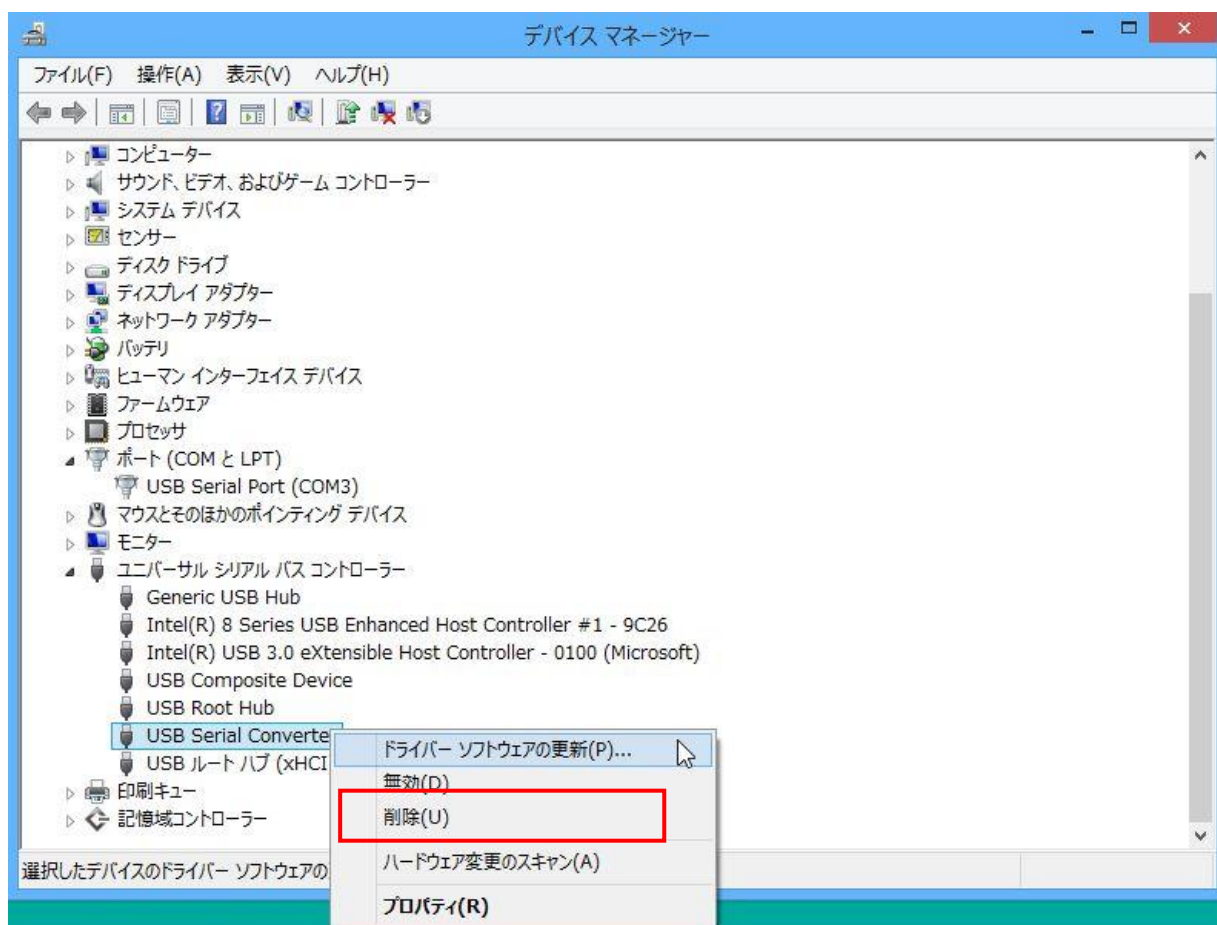 デバイス マネージャー
ファイル(F) 操作(A) 表示(V) ヘルプ(H)
コンピューター
サウンド、ビデオ、およびゲーム コントローラー
システム デバイス
センサー
ディスク ドライブ
ディスプレイ アダプター
ネットワーク アダプター
バッテリ
ヒューマン インターフェイス デバイス
ファームウェア
プロセッサ
ポート (COM と LPT)
USB Serial Port (COM3)
マウスとそのほかのポインティング デバイス
モニター
ユニバーサル シリアル バス コントローラー
Generic USB Hub
Intel(R) 8 Series USB Enhanced Host Controller #1 - 9C26
Intel(R) USB 3.0 eXtensible Host Controller - 0100 (Microsoft)
USB Composite Device
USB Root Hub
USB Serial Converte
USB ルート ハブ (xHCI
印刷キュー
記憶域コントローラー
ドライバー ソフトウェアの更新(P)...
無効(D)
削除(U)
ハードウェア変更のスキャン(A)
プロパティ(R)
選択したデバイスのドライバー ソフトウェアの